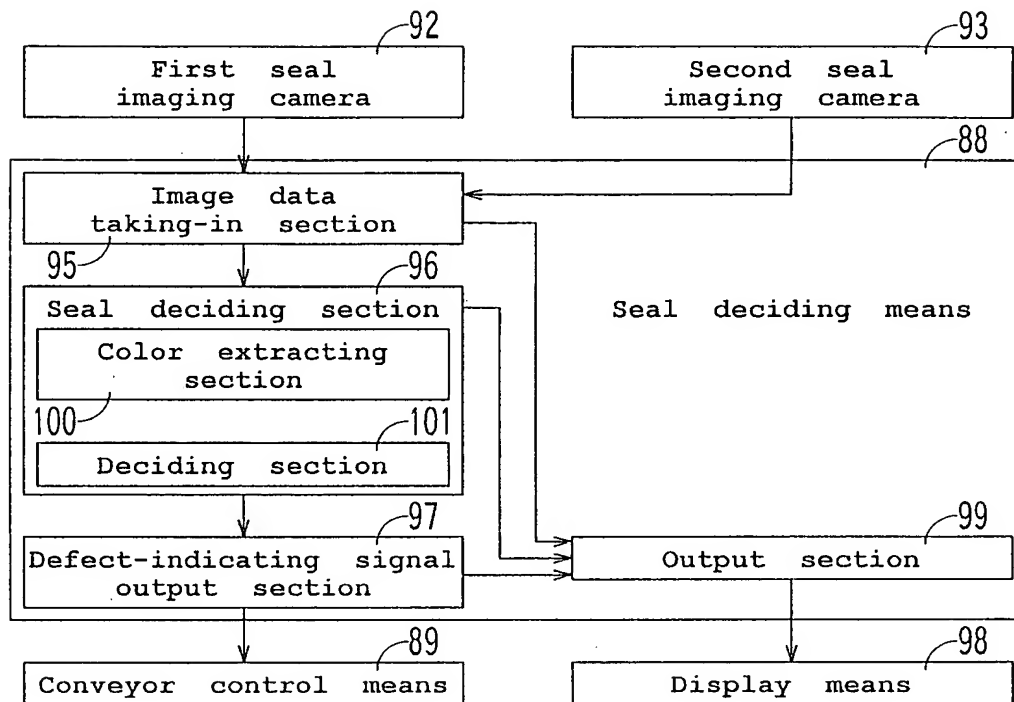 92
93
First seal
imaging camera
Second seal
imaging camera
88
Image data
taking-in section
95
96
Seal deciding section
Seal deciding means
Color extracting
section
100
101
Deciding section
97
99
Defect-indicating signal
output section
Output section
89
98
Conveyor control means
Display means